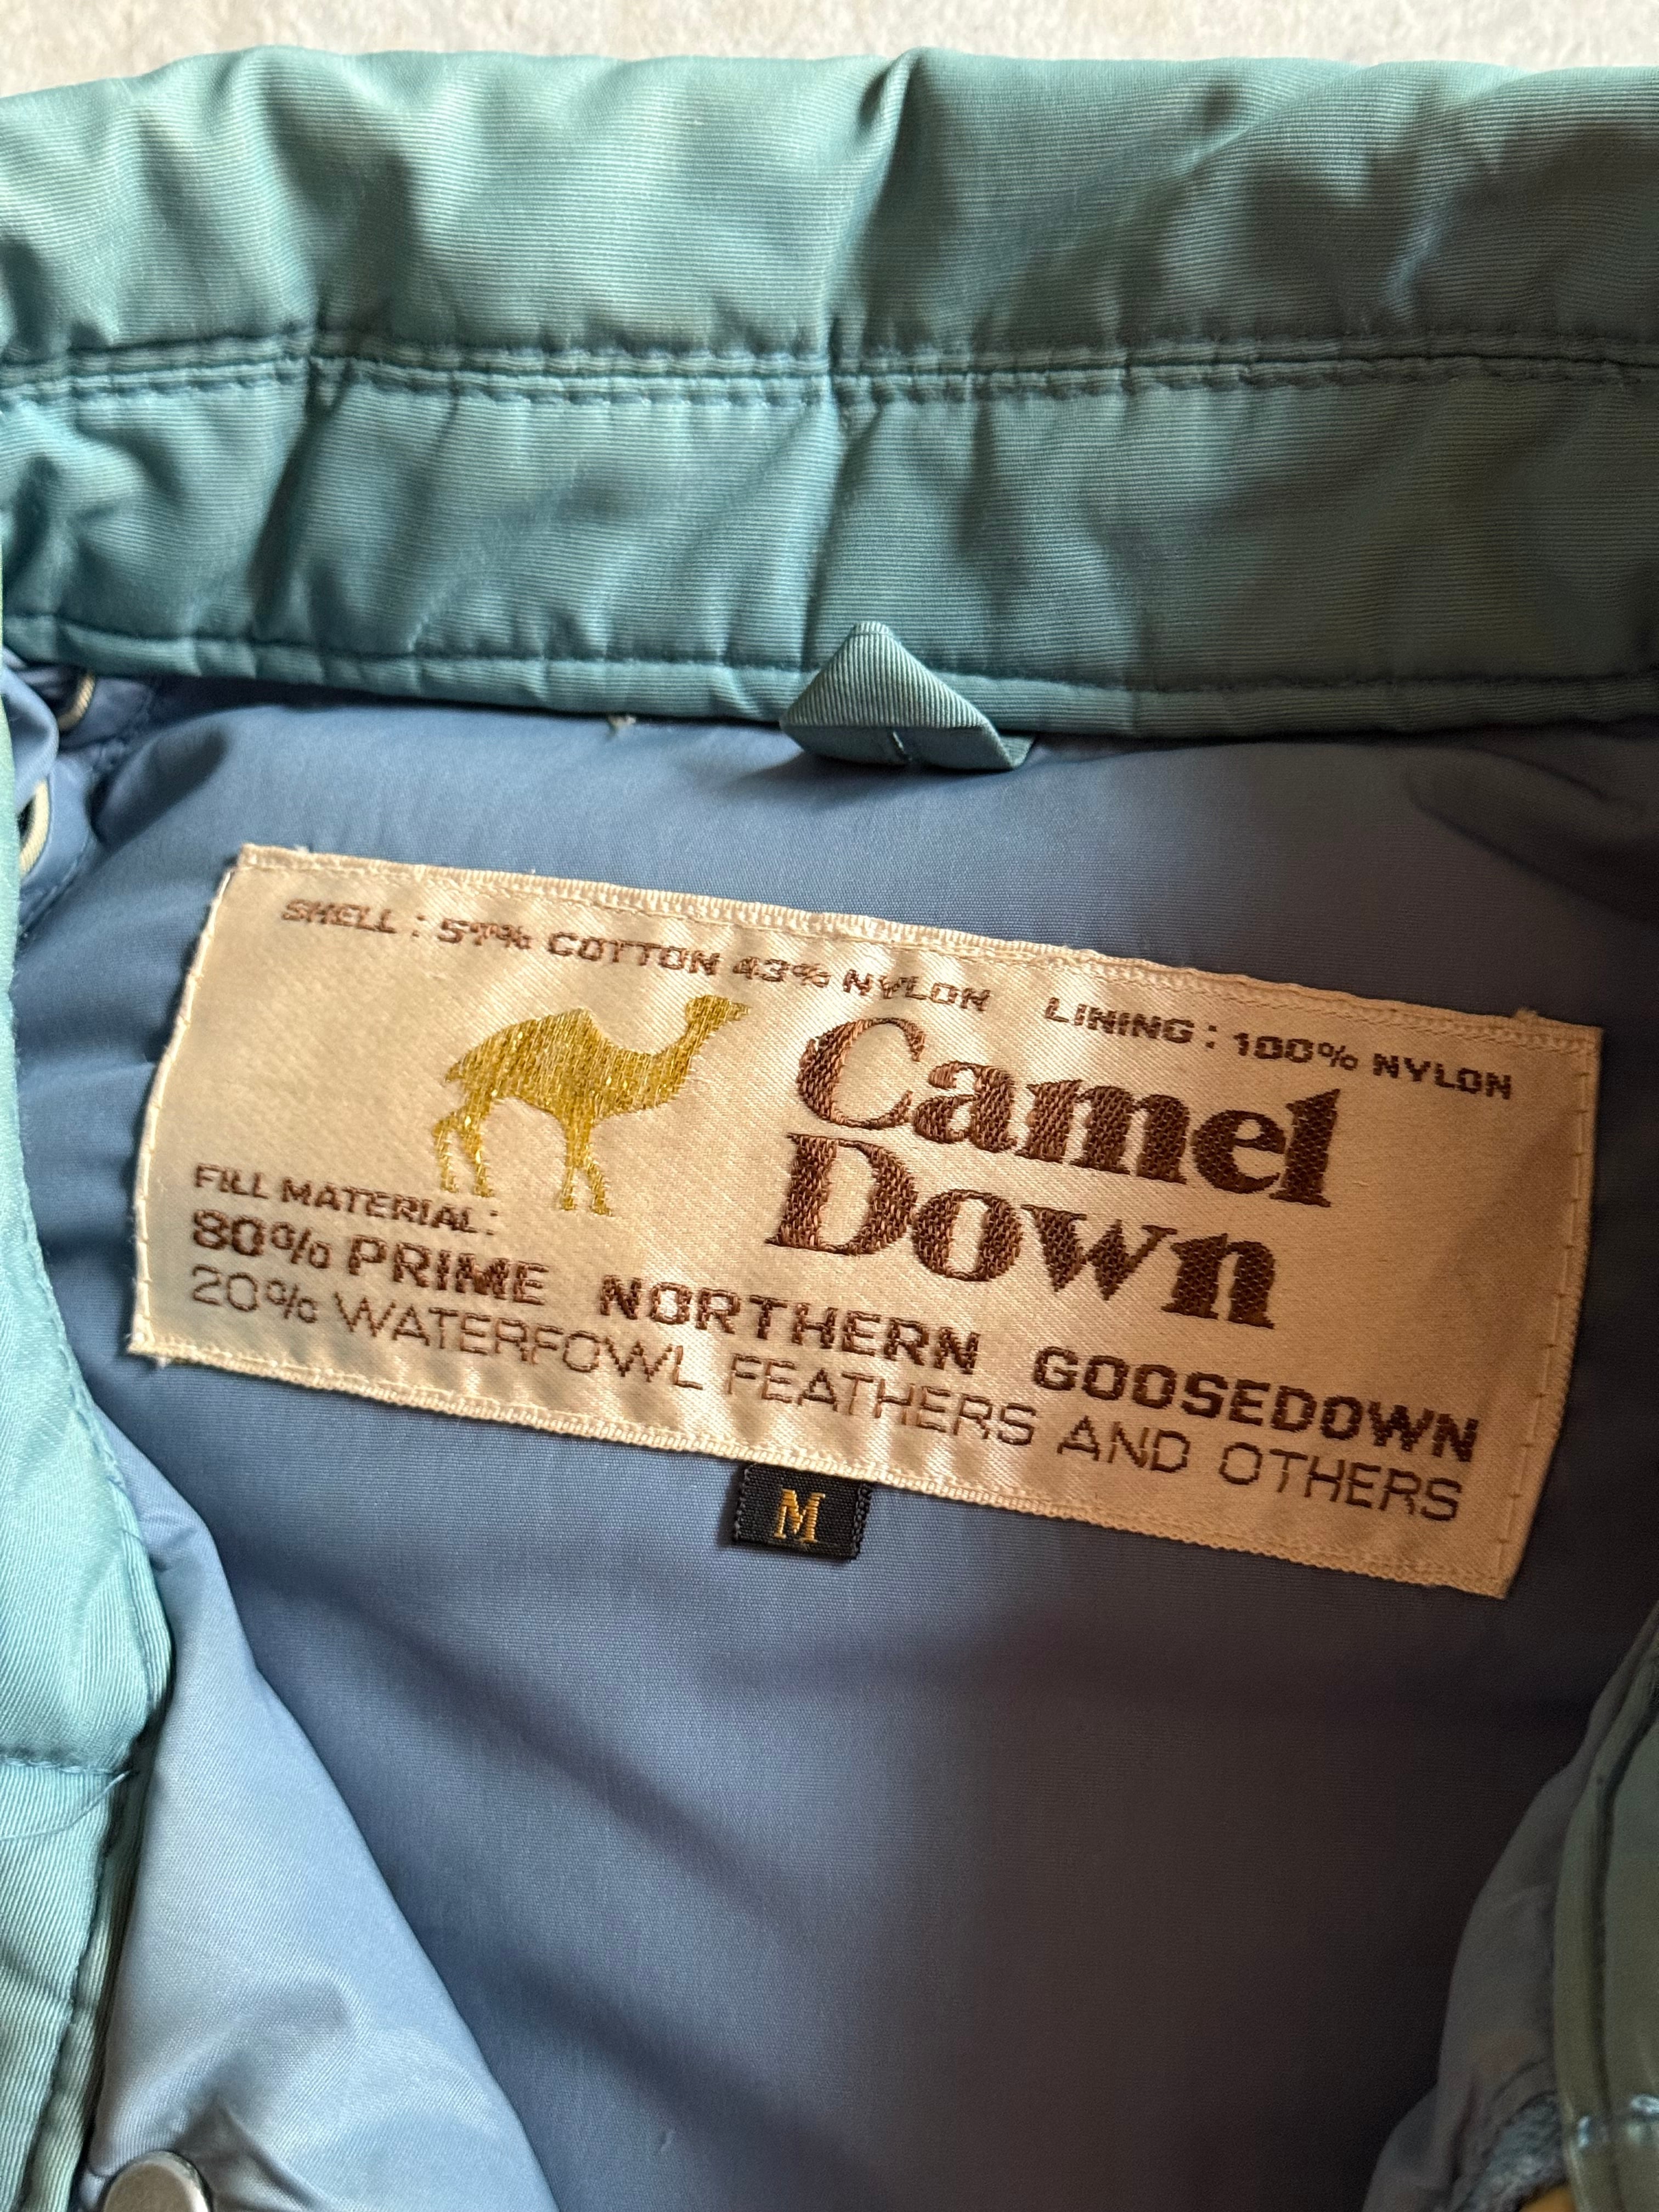 SHELL : 57% COTTON 43% NYLON LINING : 100% NYLON
Camel
Down
FILL MATERIAL:
80% PRIME NORTHERN GOOSEDOWN
20% WATERFOWL FEATHERS AND OTHERS
M